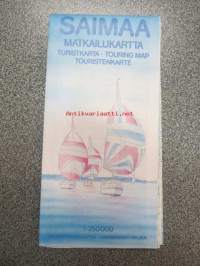 SAIMAA
MATKAILUKARTTA
TURISTKARTA · TOURING MAP
TOURISTENKARTE
1:250000
antikvariaatti.net